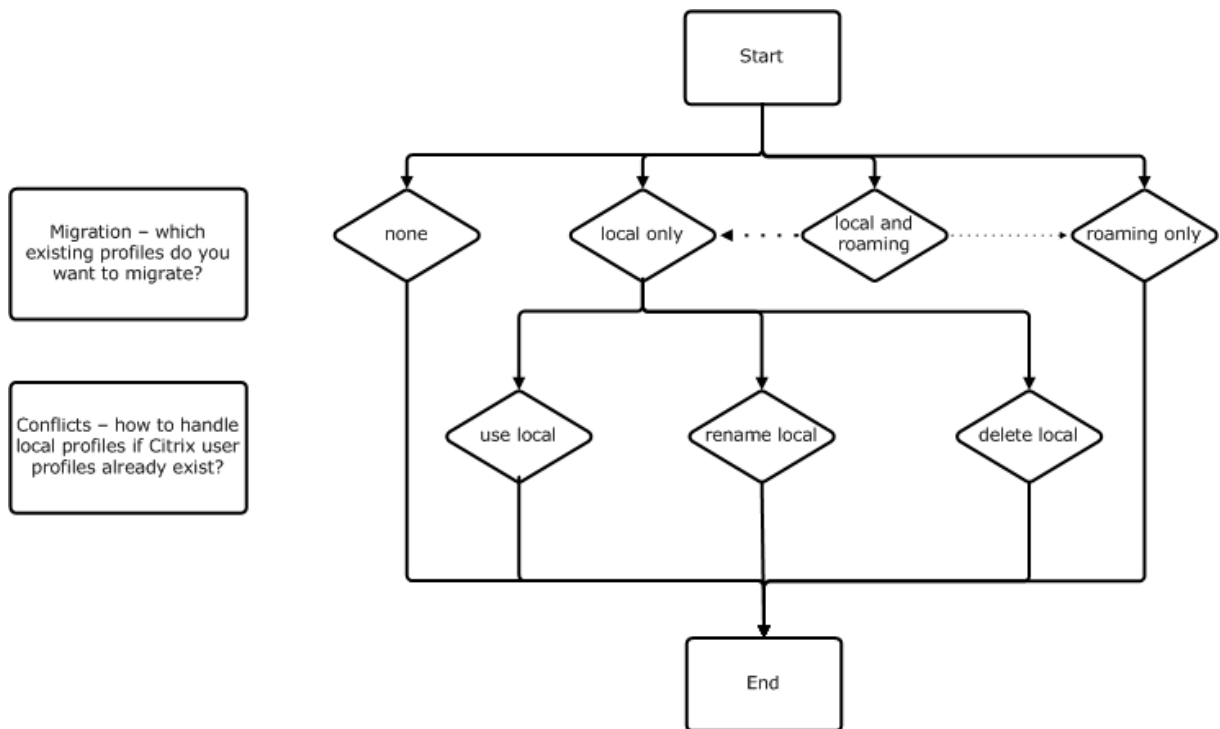 Start
Migration – which
existing profiles do you
want to migrate?
none
local only
local and
roaming
roaming only
Conflicts – how to handle
local profiles if Citrix user
profiles already exist?
use local
rename local
delete local
End